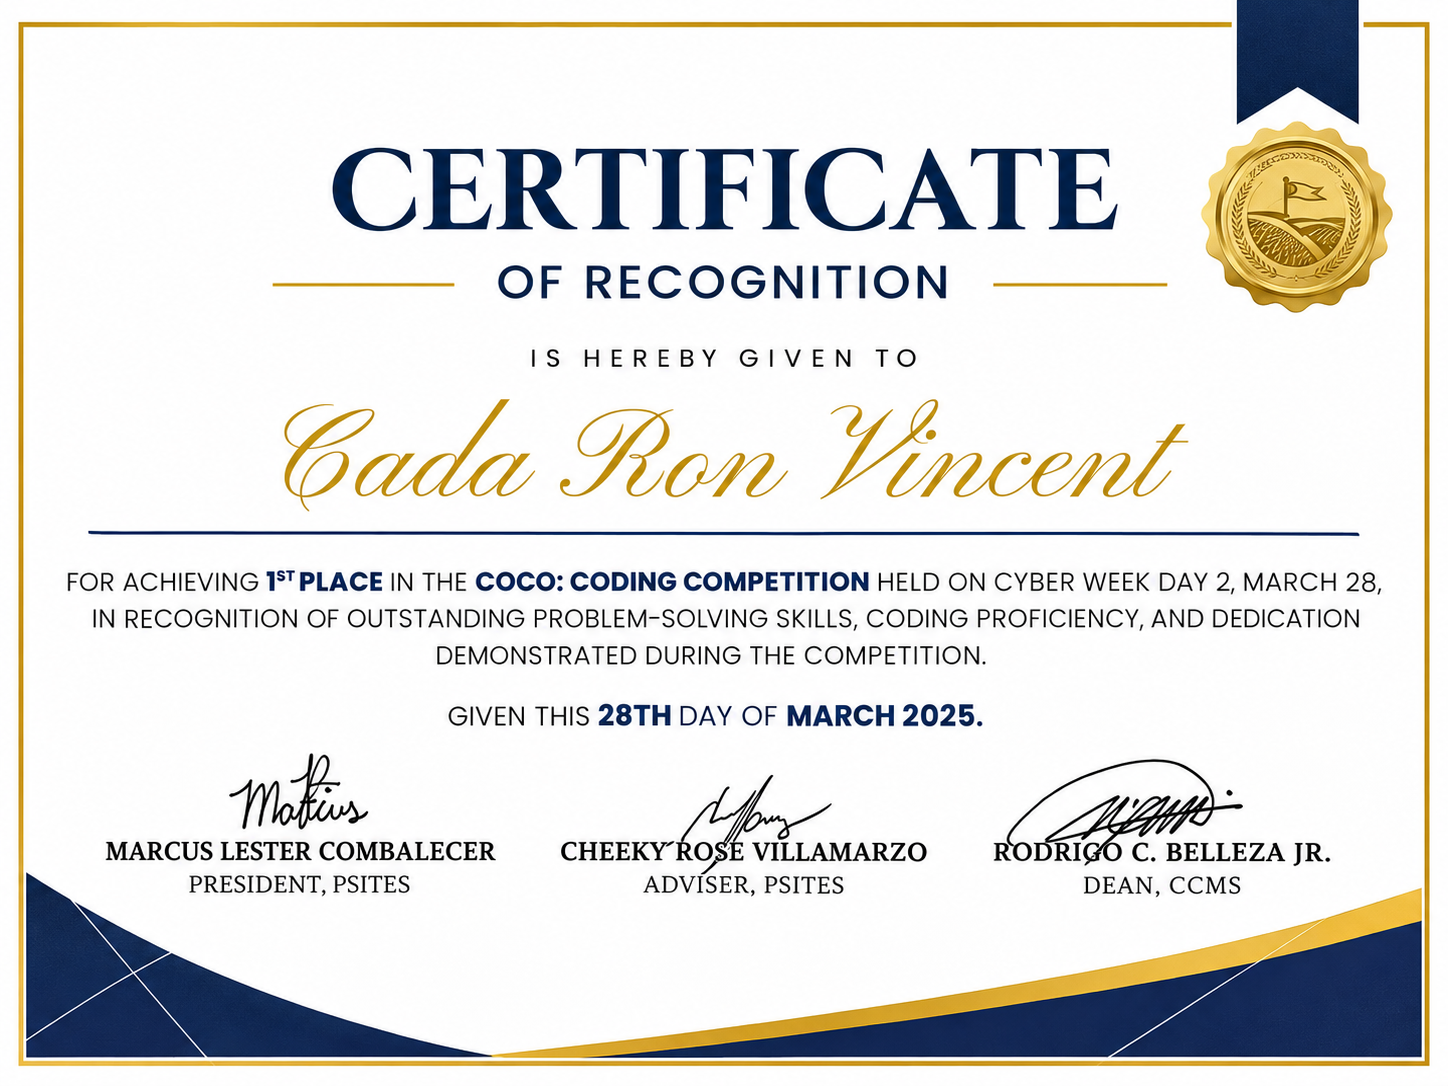 CERTIFICATE
OF RECOGNITION
IS HEREBY GIVEN TO
Cada Ron Vincent
FOR ACHIEVING 1ST PLACE IN THE COCO: CODING COMPETITION HELD ON CYBER WEEK DAY 2, MARCH 28,
IN RECOGNITION OF OUTSTANDING PROBLEM-SOLVING SKILLS, CODING PROFICIENCY, AND DEDICATION
DEMONSTRATED DURING THE COMPETITION.
GIVEN THIS 28TH DAY OF MARCH 2025.
MARCUS LESTER COMBALECER
PRESIDENT, PSITES
CHEEKY ROSE VILLAMARZO
ADVISER, PSITES
RODRIGO C. BELLEZA JR.
DEAN, CCMS